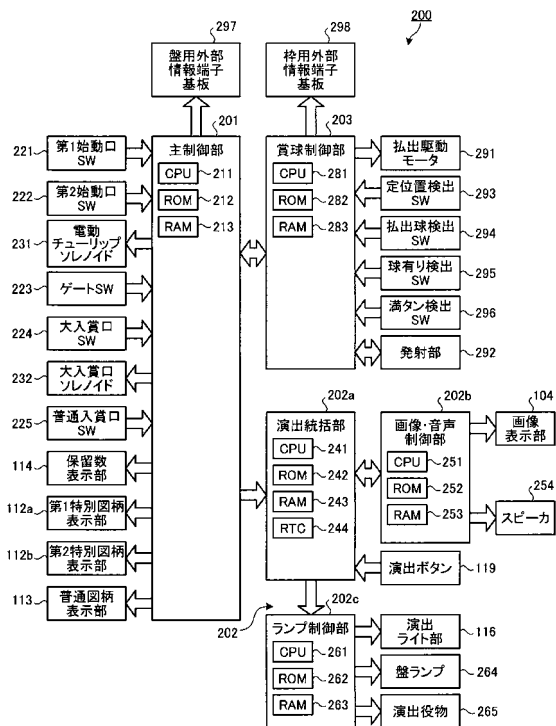 200
297
298
盤用外部
情報端子
基板
枠用外部
情報端子
基板
201
203
主制御部
CPU
211
ROM
212
RAM
213
賞球制御部
CPU
281
ROM
282
RAM
283
221
第1始動口
SW
222
第2始動口
SW
231
電動
チューリップ
ソレノイド
223
ゲートSW
224
大入賞口
SW
232
大入賞口
ソレノイド
225
普通入賞口
SW
114
保留数
表示部
112a
第1特別図柄
表示部
112b
第2特別図柄
表示部
113
普通図柄
表示部
払出駆動
モータ
291
定位置検出
SW
293
払出球検出
SW
294
球有り検出
SW
295
満タン検出
SW
296
発射部
292
202a
演出統括部
CPU
241
ROM
242
RAM
243
RTC
244
202b
画像・音声
制御部
CPU
251
ROM
252
RAM
253
104
画像
表示部
254
スピーカ
演出ボタン
119
202
202c
ランプ制御部
CPU
261
ROM
262
RAM
263
演出
ライト部
116
盤ランプ
264
演出役物
265